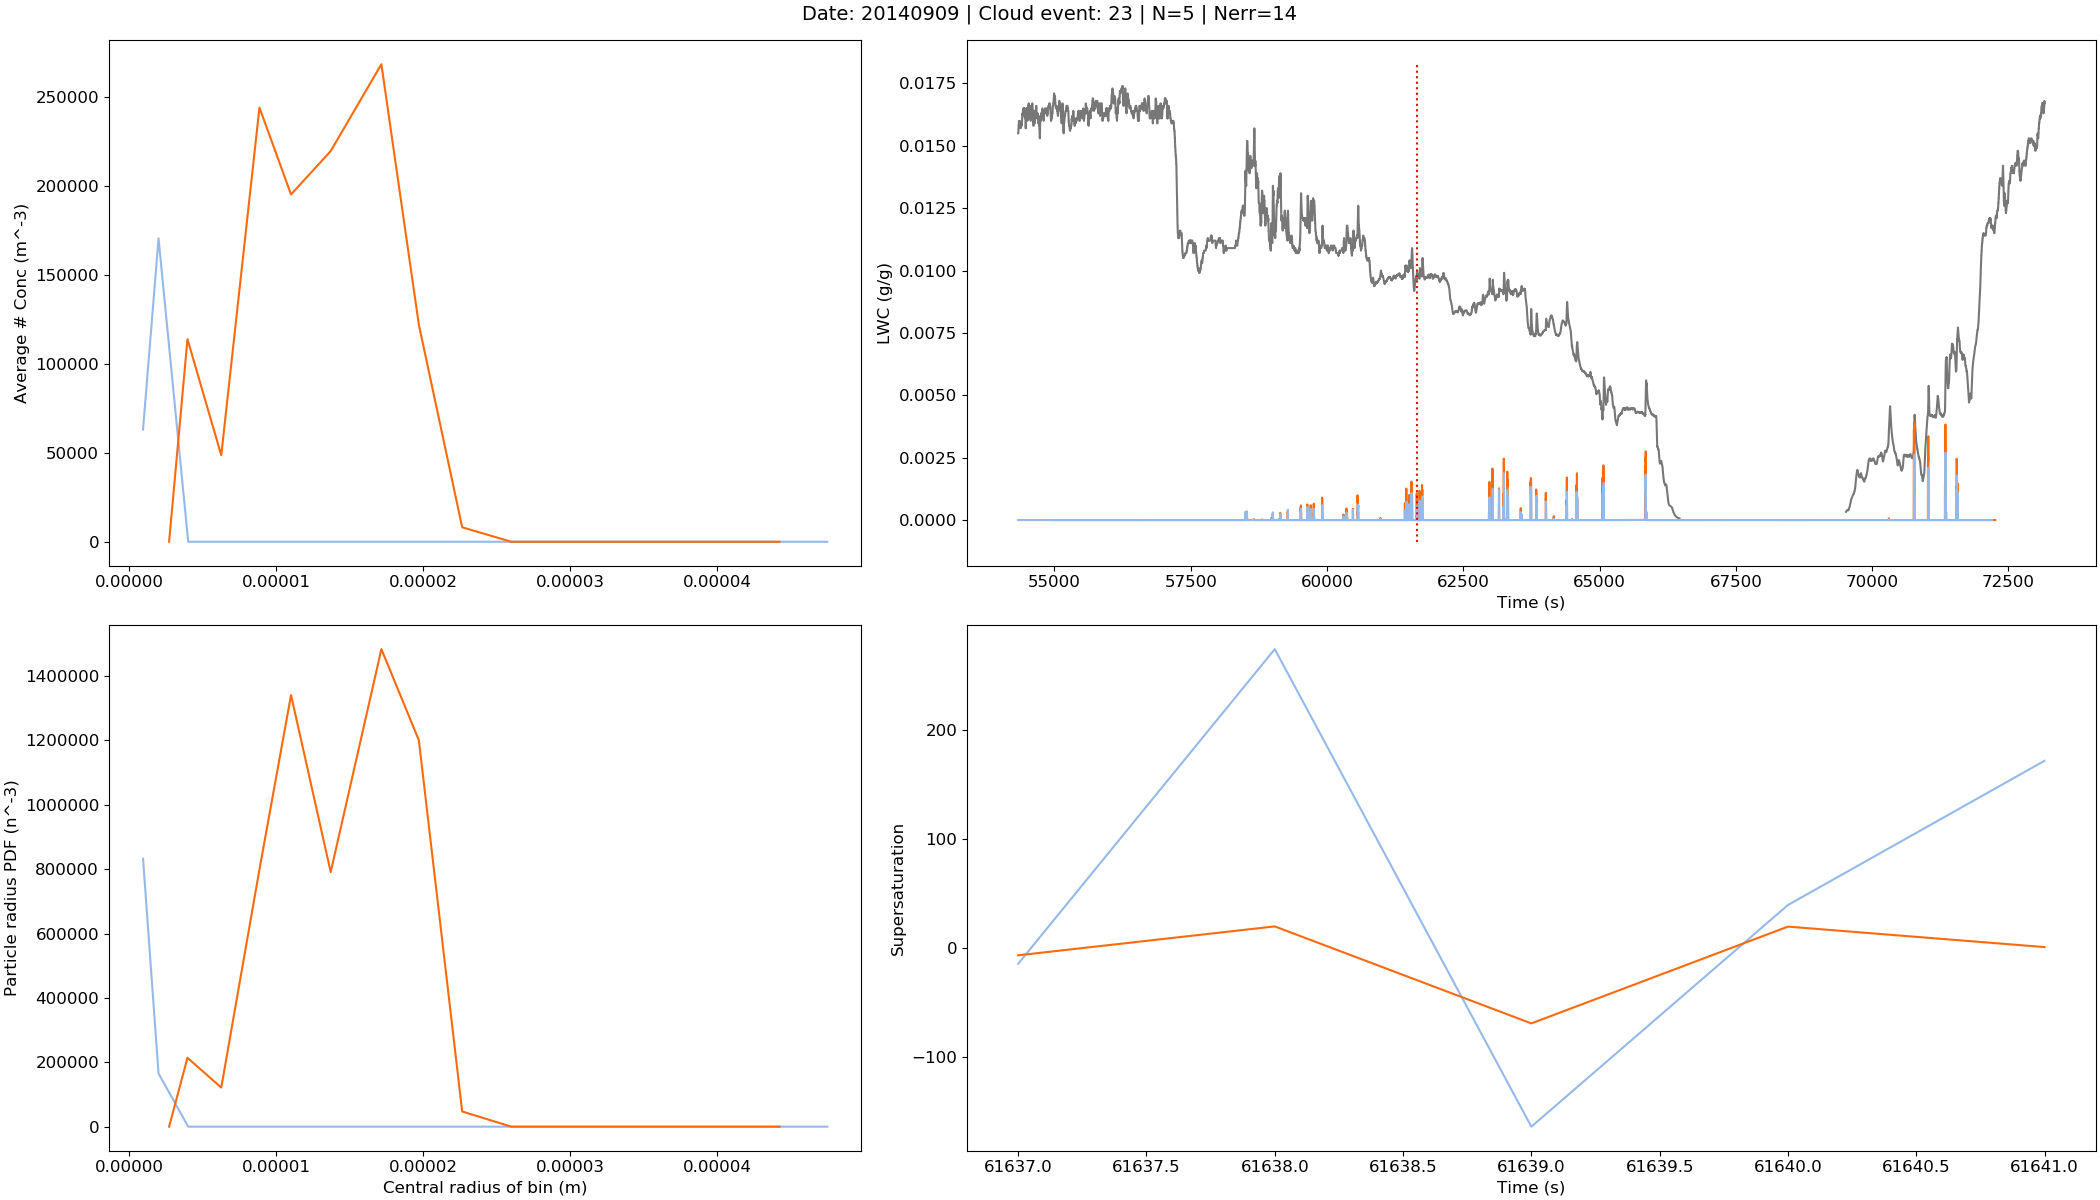 Date: 20140909 | Cloud event: 23 | N=5 | Nerr=14
Average # Conc (m^-3)
250000
200000
150000
100000
50000
0
0.00000 0.00001 0.00002 0.00003 0.00004
LWC (g/g)
0.0175
0.0150
0.0125
0.0100
0.0075
0.0050
0.0025
0.0000
55000 57500 60000 62500 65000 67500 70000 72500
Time (s)
Particle radius PDF (n^-3)
1400000
1200000
1000000
800000
600000
400000
200000
0
0.00000 0.00001 0.00002 0.00003 0.00004
Central radius of bin (m)
Supersaturation
200
100
0
−100
61637.0 61637.5 61638.0 61638.5 61639.0 61639.5 61640.0 61640.5 61641.0
Time (s)